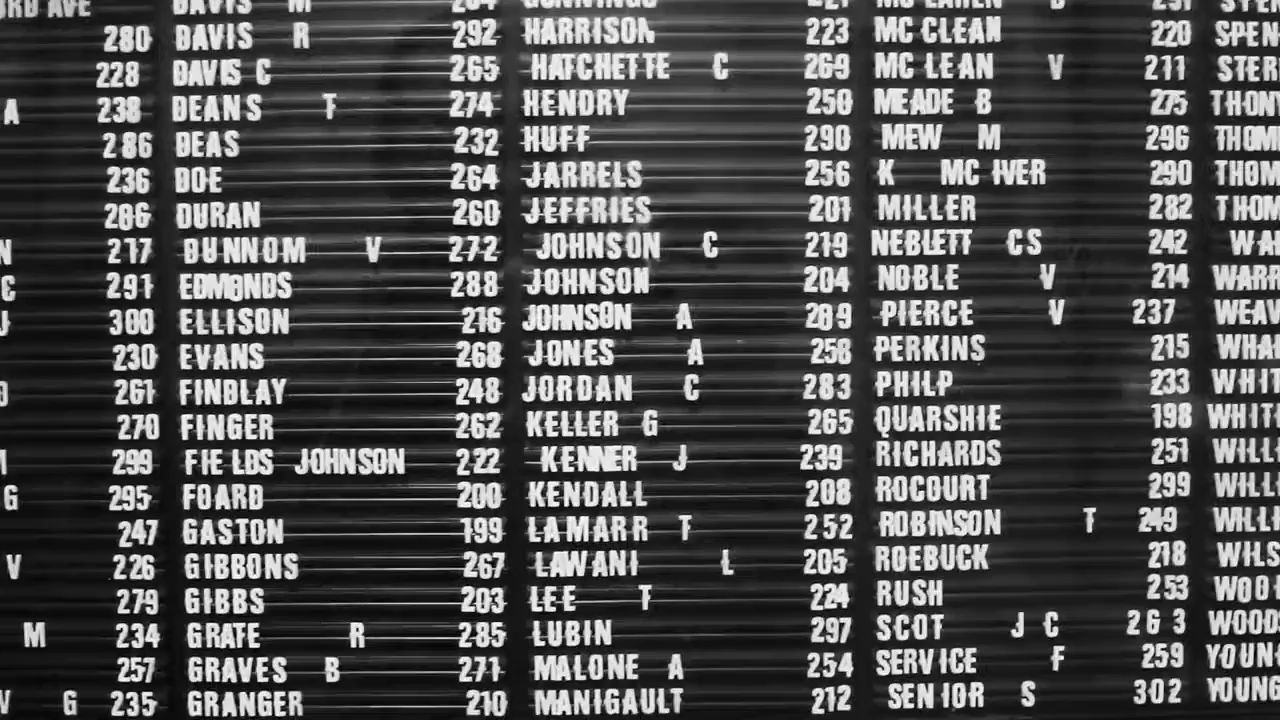 AVE
280
228
A 238
286
236
206
N 217
C 291
J 300
230
261
270
299
G 295
247
V 226
279
M 234
257
V G 235
DAVIS M
DAVIS R 292
DAVIS C 265
DEANS T 274
DEAS 232
DOE 264
DURAN 260
DUNNOM V 272
EDMONDS 288
ELLISON 216
EVANS 268
FINDLAY 248
FINGER 262
FIELDS JOHNSON 222
FOARD 200
GASTON 199
GIBBONS 267
GIBBS 203
GRATE R 285
GRAVES B 271
GRANGER 210
HARRISON 223
HATCHETTE C 269
HENDRY 250
HUFF 290
JARRELS 256
JEFFRIES 201
JOHNSON C 219
JOHNSON 204
JOHNSON A 289
JONES A 258
JORDAN C 283
KELLER G 265
KENNER J 239
KENDALL 208
LAMARR T 252
LAWANI L 205
LEE T 224
LUBIN 297
MALONE A 254
MANIGAULT 212
MC CLEAN 220
MC LEAN V 211
MEADE B 275
MEW M 296
K MC IVER 290
MILLER 282
NEBLETT CS 242
NOBLE V 214
PIERCE V 237
PERKINS 215
PHILP 233
QUARSHIE 198
RICHARDS 251
ROCOURT 299
ROBINSON T 249
ROEBUCK 218
RUSH 253
SCOT J C 263
SERVICE F 259
SENIOR S 302